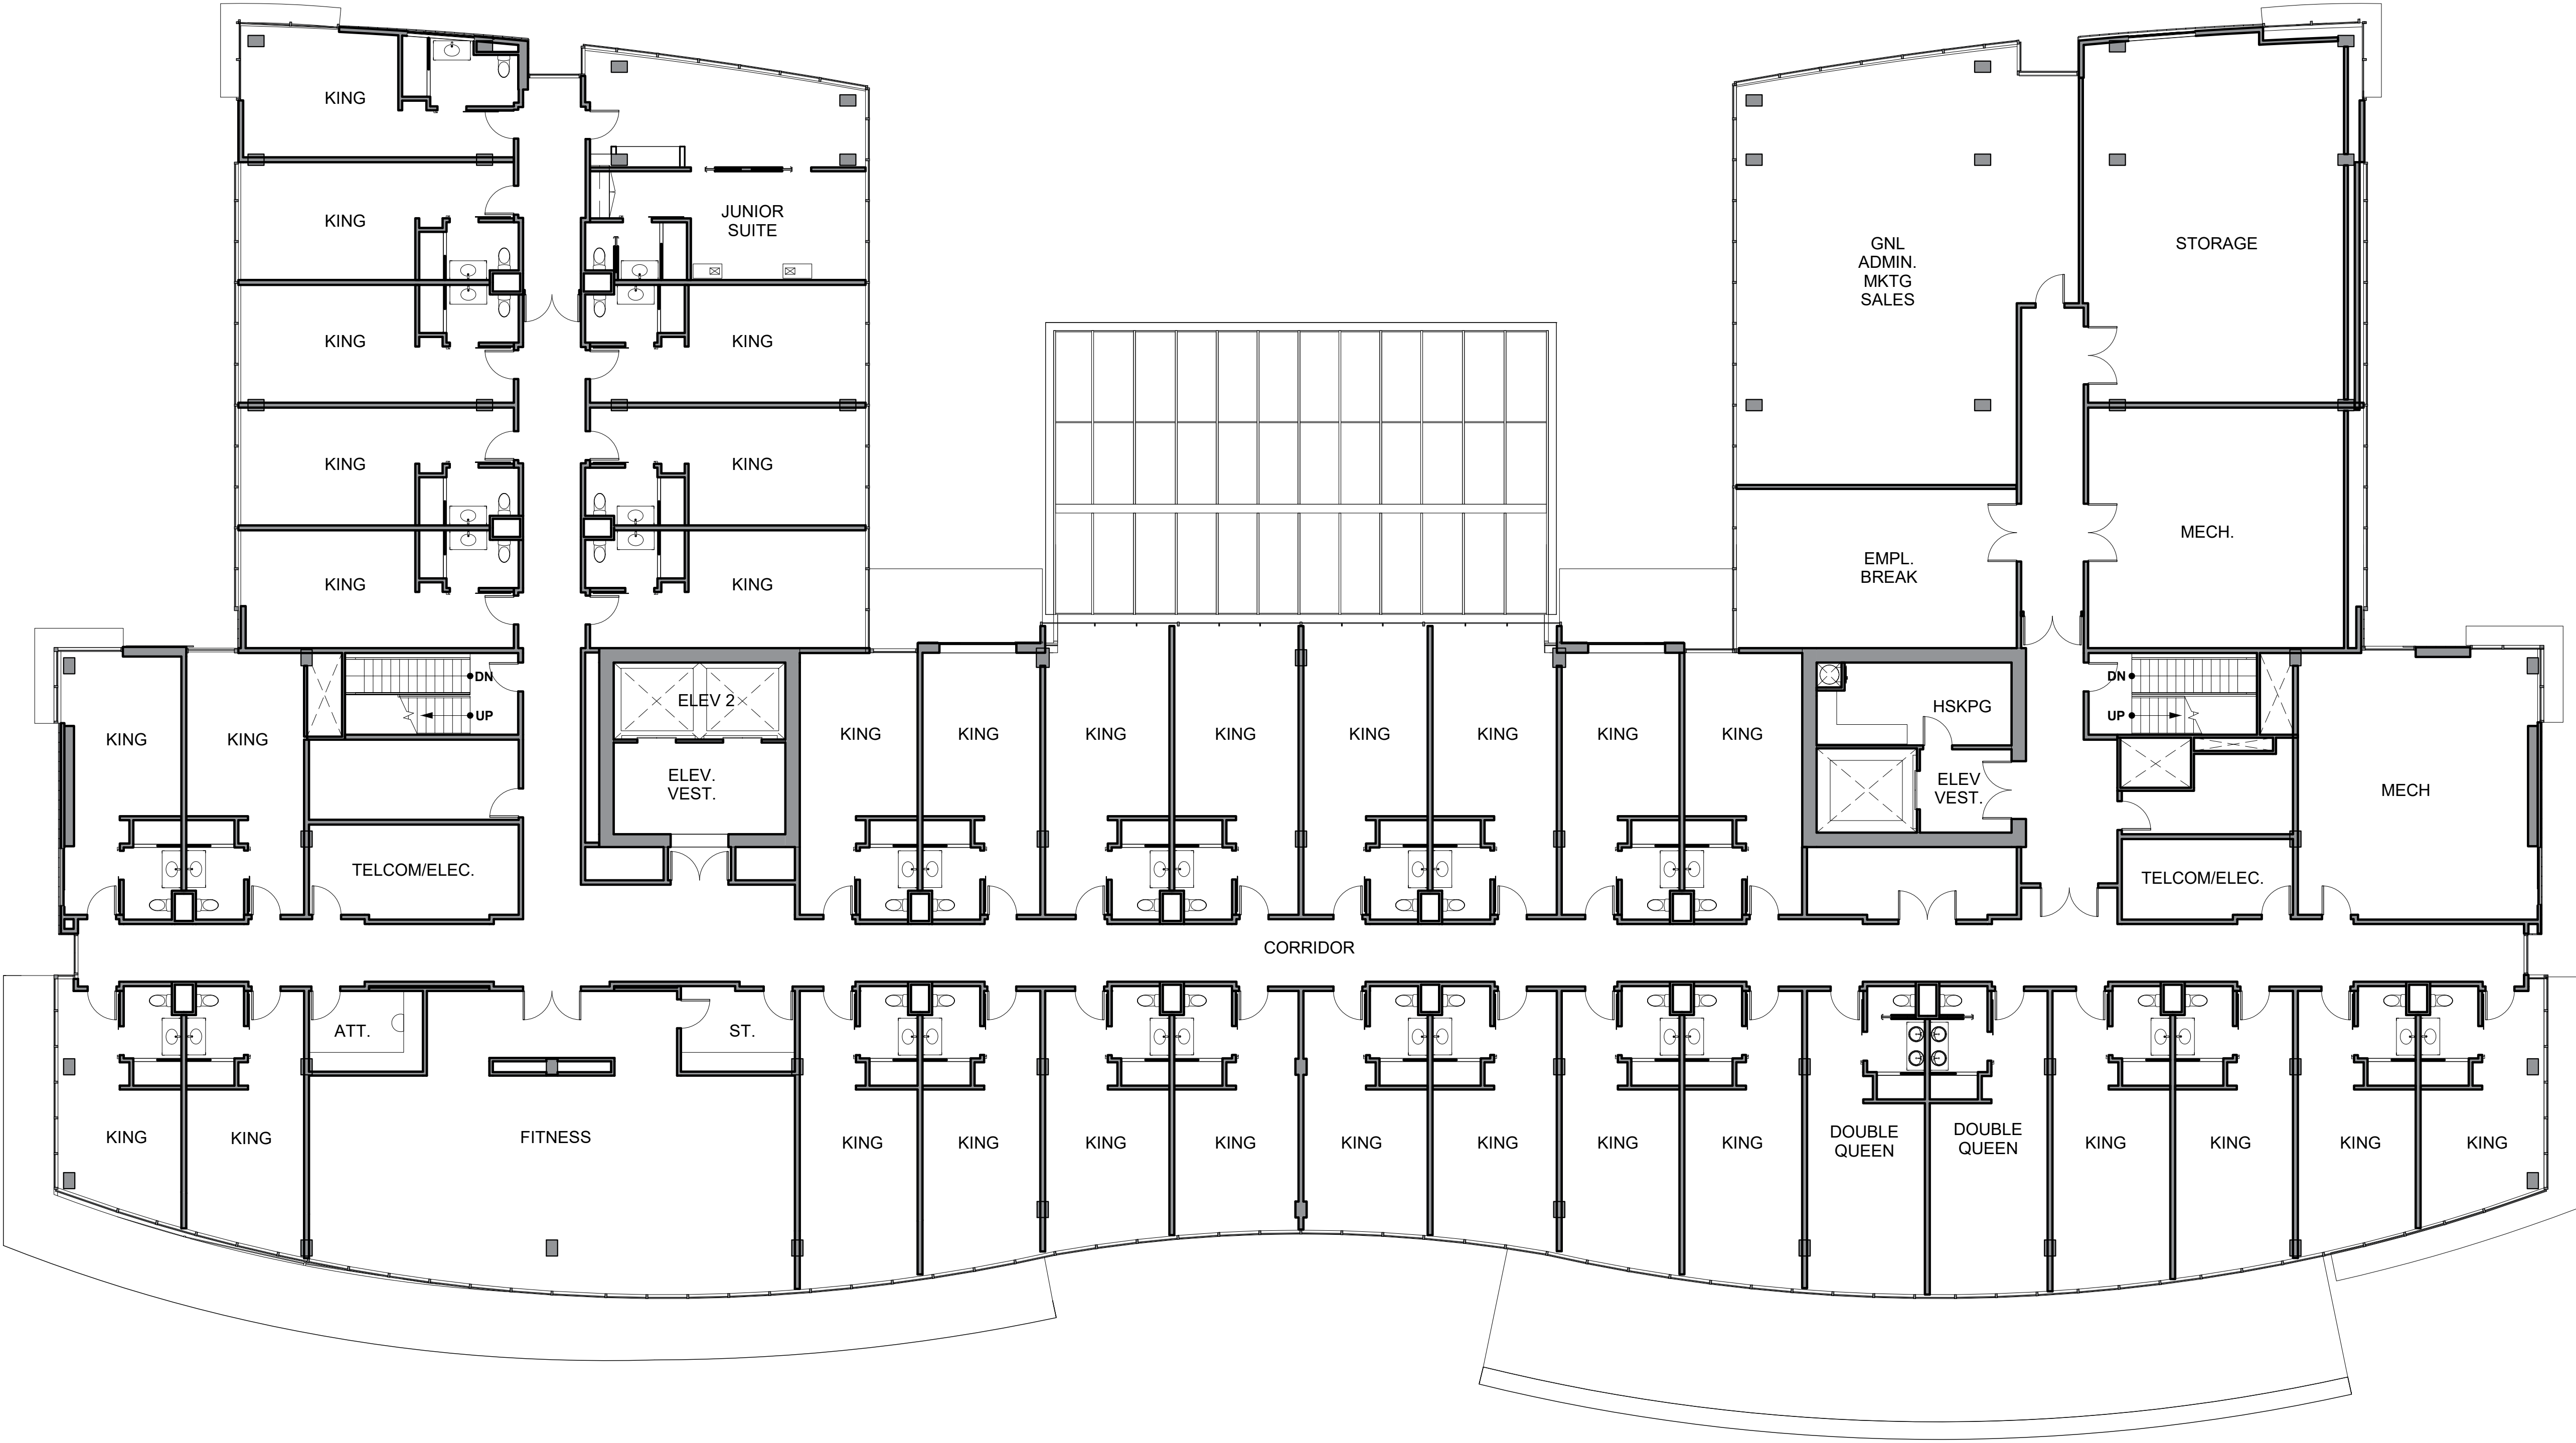 KING
KING
JUNIOR
SUITE
GNL
ADMIN.
MKTG
SALES
STORAGE
KING
KING
KING
KING
MECH.
EMPL.
BREAK
KING
KING
DN
UP
ELEV 2
HSKPG
DN
UP
KING
KING
KING
KING
KING
KING
KING
KING
KING
KING
ELEV.
VEST.
ELEV
VEST.
MECH
TELCOM/ELEC.
TELCOM/ELEC.
CORRIDOR
ATT.
ST.
KING
KING
FITNESS
KING
KING
KING
KING
KING
KING
KING
KING
DOUBLE
QUEEN
DOUBLE
QUEEN
KING
KING
KING
KING